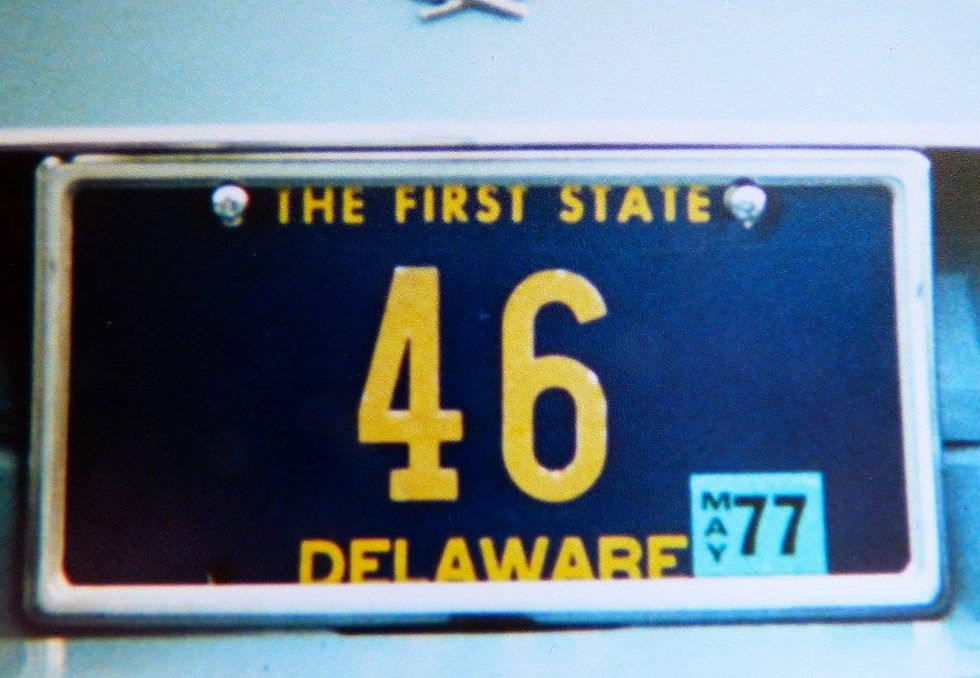 THE FIRST STATE
46
MAY 77
DELAWARE